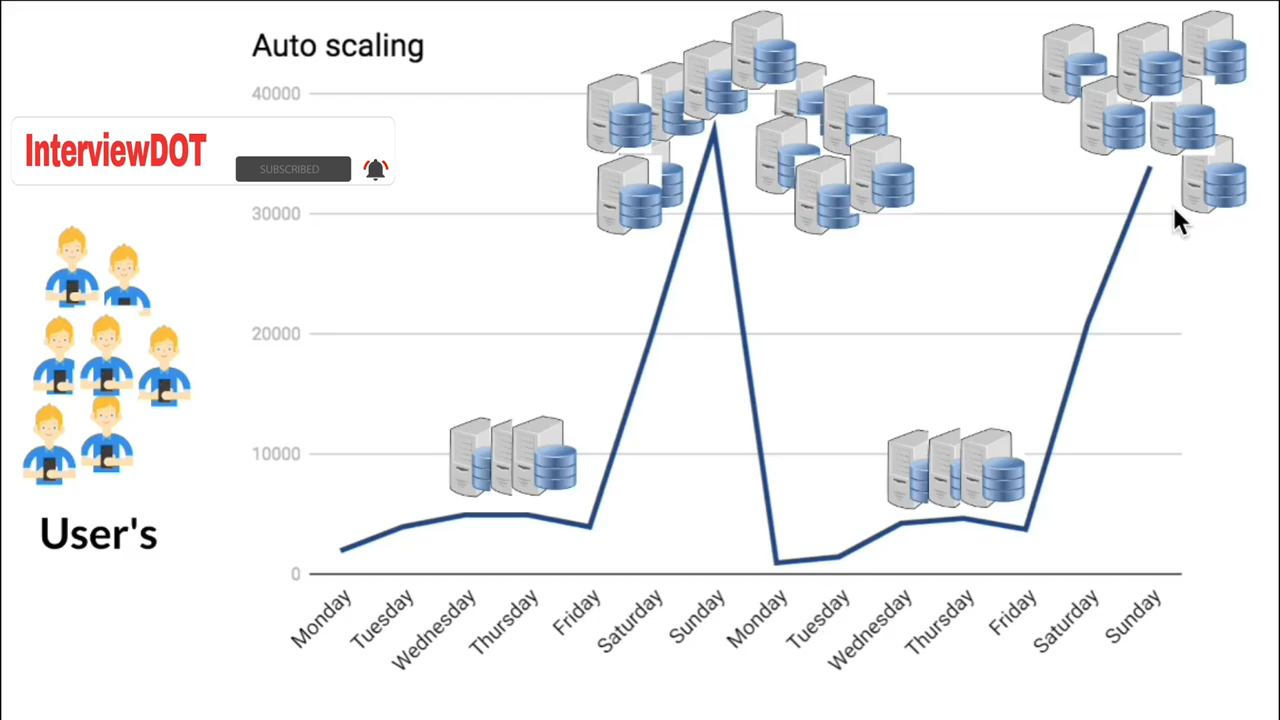 Auto scaling
40000
InterviewDOT
SUBSCRIBED
30000
20000
10000
0
User's
Monday
Tuesday
Wednesday
Thursday
Friday
Saturday
Sunday
Monday
Tuesday
Wednesday
Thursday
Friday
Saturday
Sunday